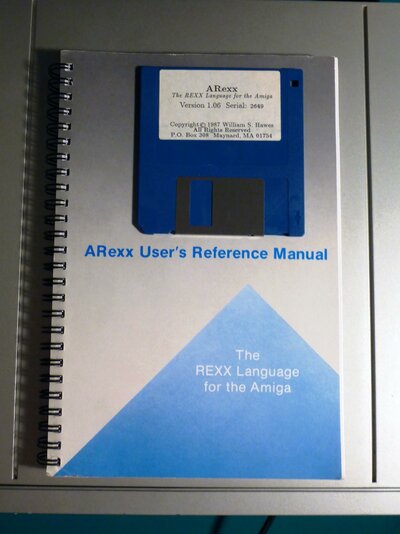 ARexx
The REXX Language for the Amiga
Version 1.06 Serial: 2649
Copyright © 1987 William S. Hawes
All Rights Reserved
P.O. Box 308 Maynard, MA 01754
ARexx User's Reference Manual
The
REXX Language
for the Amiga